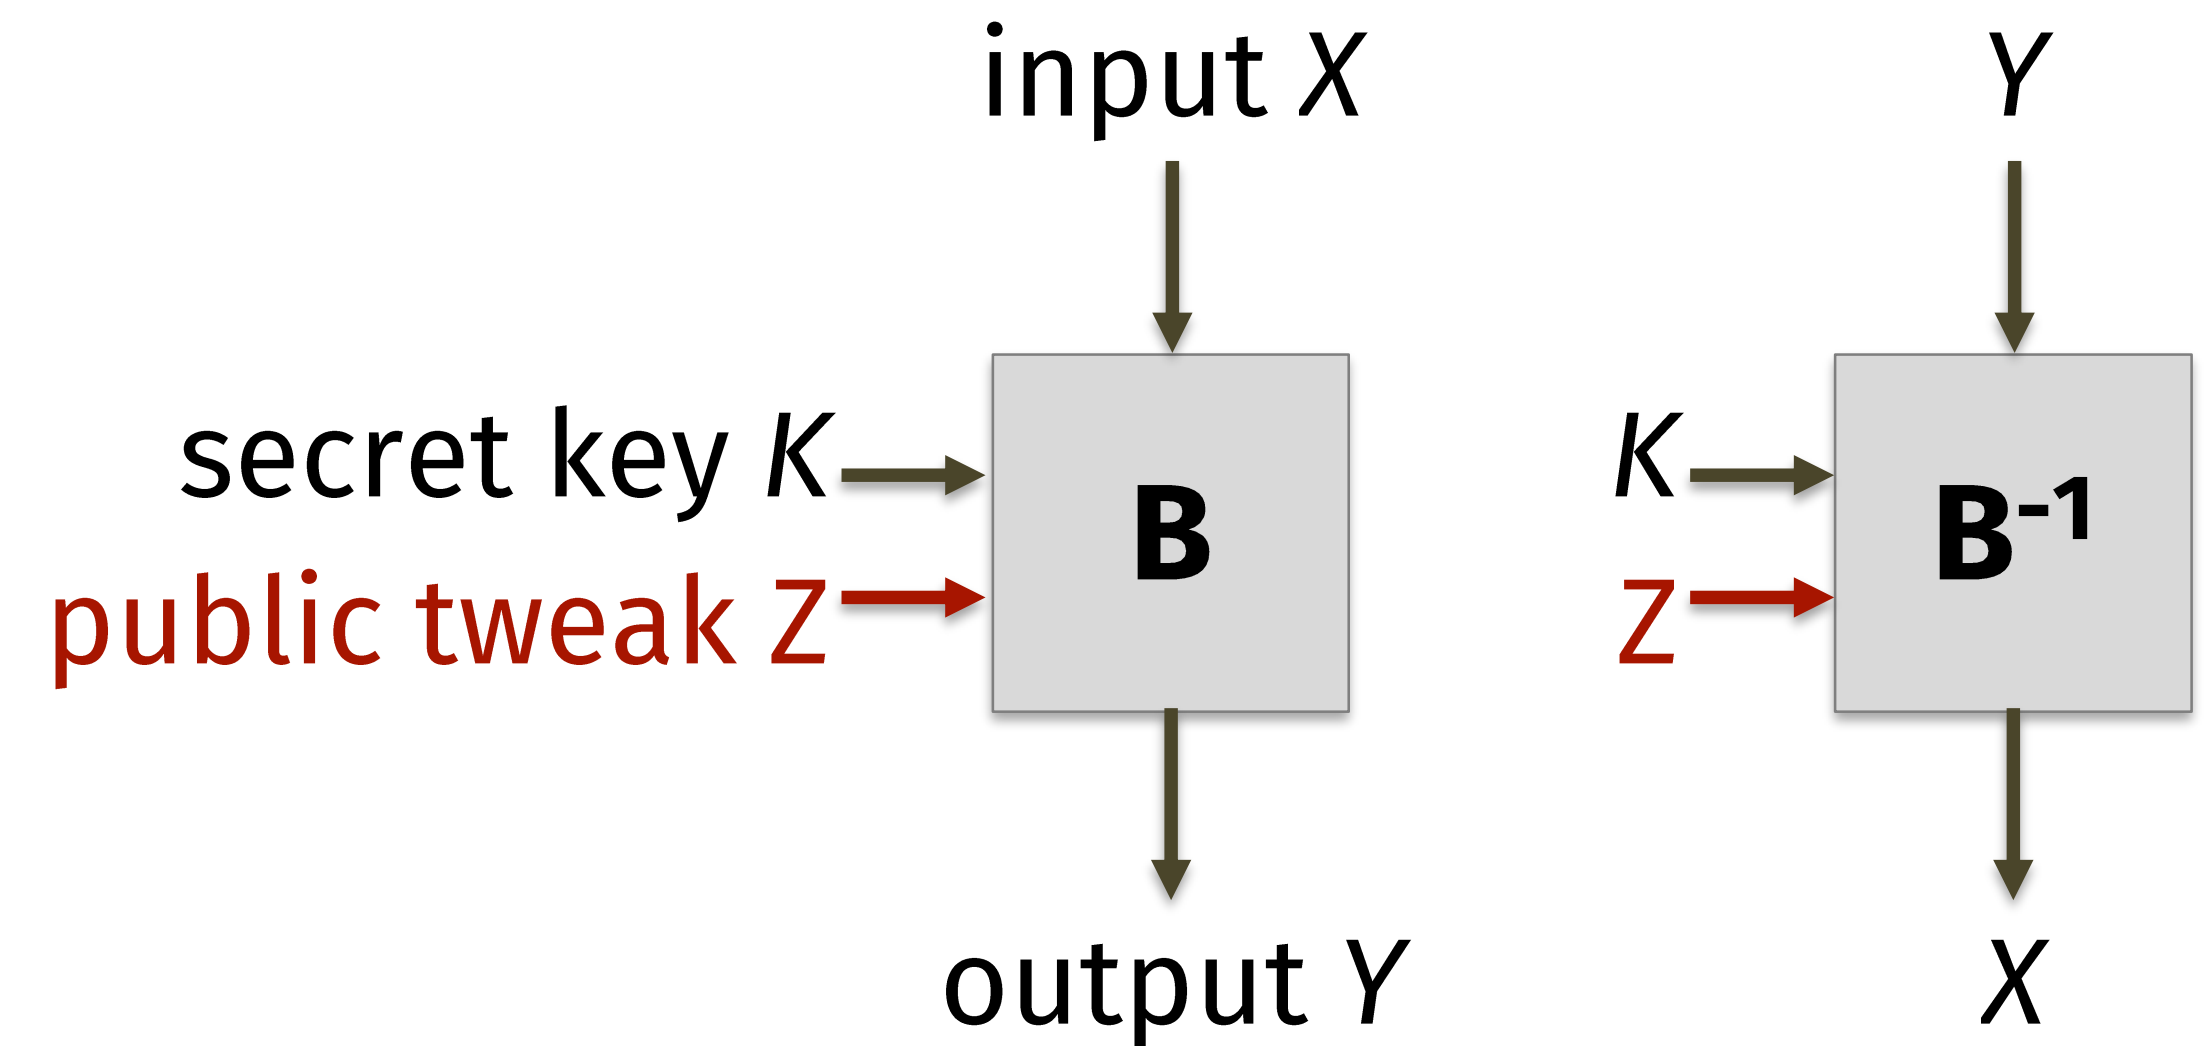 input X
Y
secret key K
K
B
B⁻¹
public tweak Z
Z
output Y
X